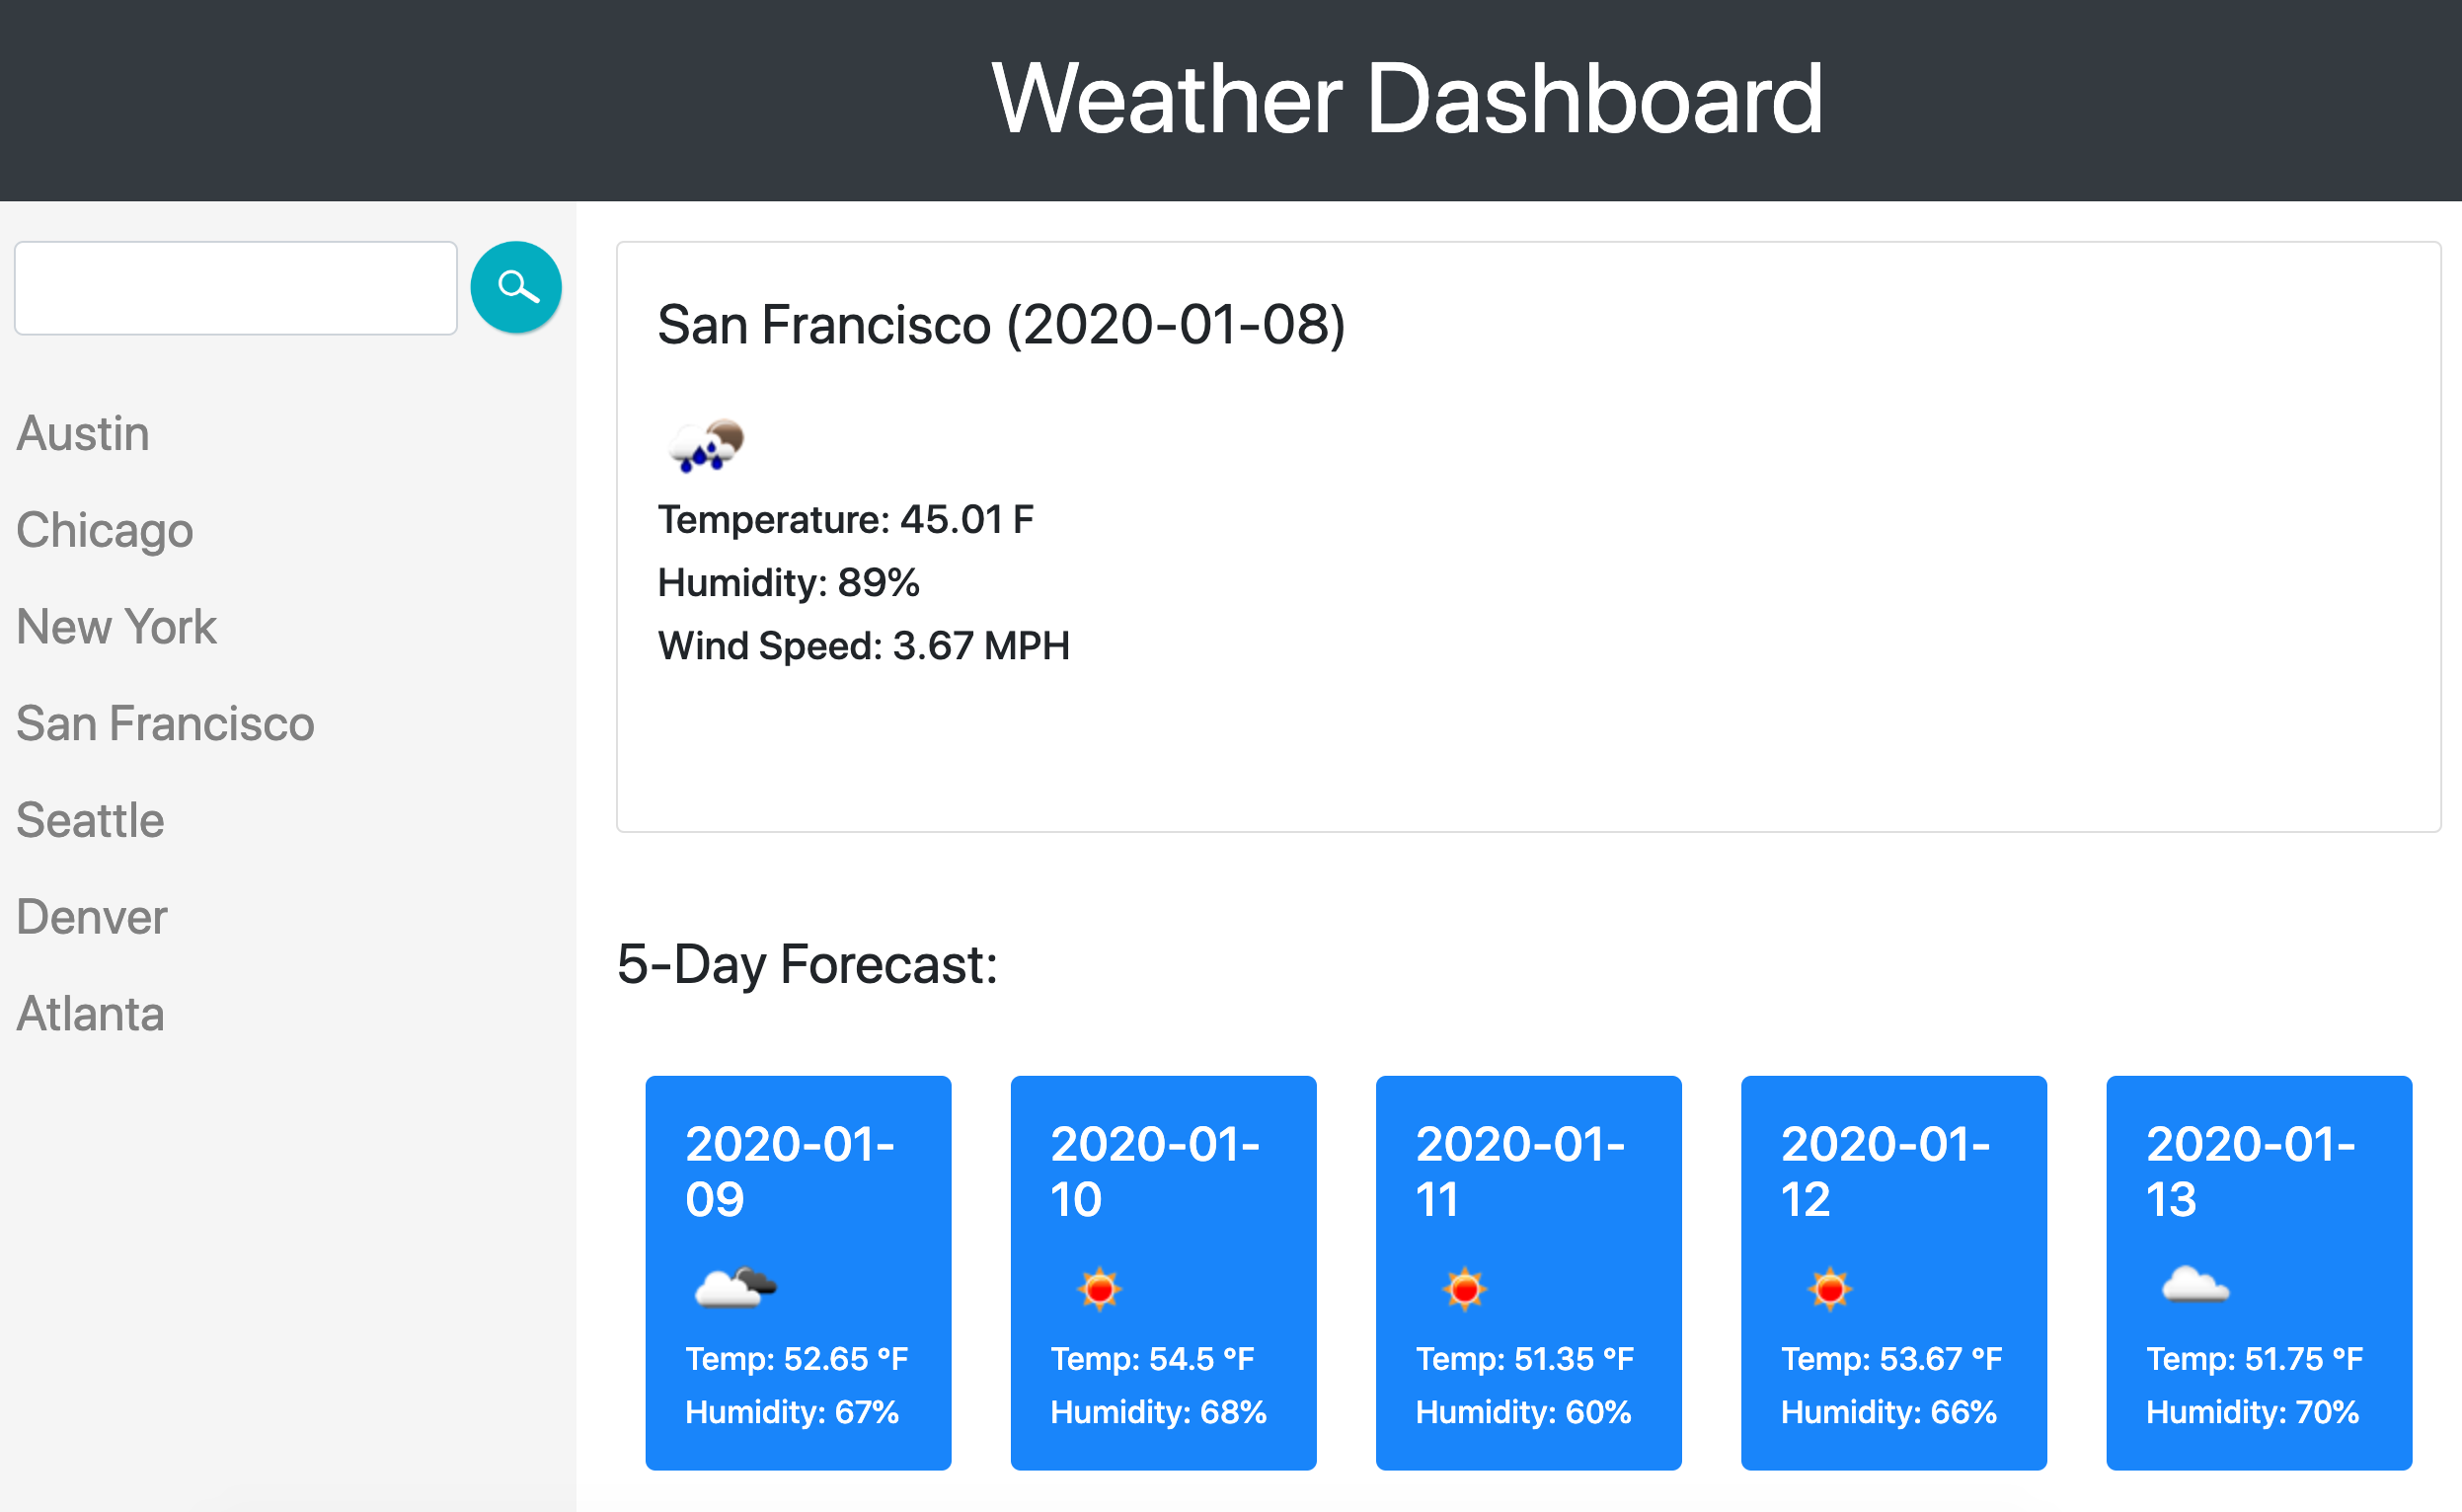 Weather Dashboard
Austin
Chicago
New York
San Francisco
Seattle
Denver
Atlanta
San Francisco (2020-01-08)
Temperature: 45.01 F
Humidity: 89%
Wind Speed: 3.67 MPH
5-Day Forecast:
2020-01-
09
Temp: 52.65 °F
Humidity: 67%
2020-01-
10
Temp: 54.5 °F
Humidity: 68%
2020-01-
11
Temp: 51.35 °F
Humidity: 60%
2020-01-
12
Temp: 53.67 °F
Humidity: 66%
2020-01-
13
Temp: 51.75 °F
Humidity: 70%